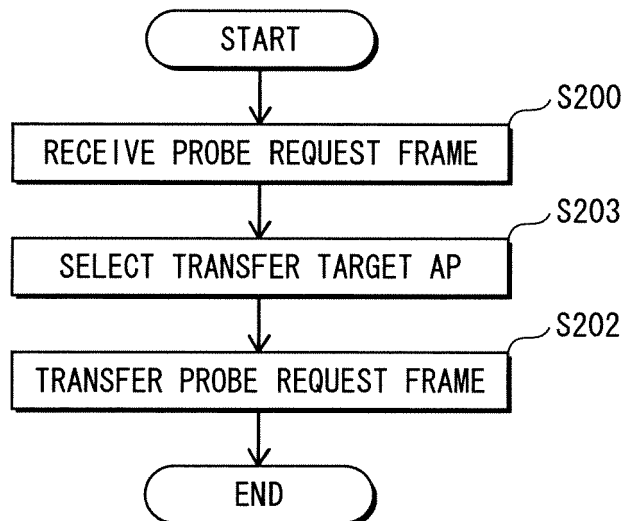 START
S200
RECEIVE PROBE REQUEST FRAME
S203
SELECT TRANSFER TARGET AP
S202
TRANSFER PROBE REQUEST FRAME
END